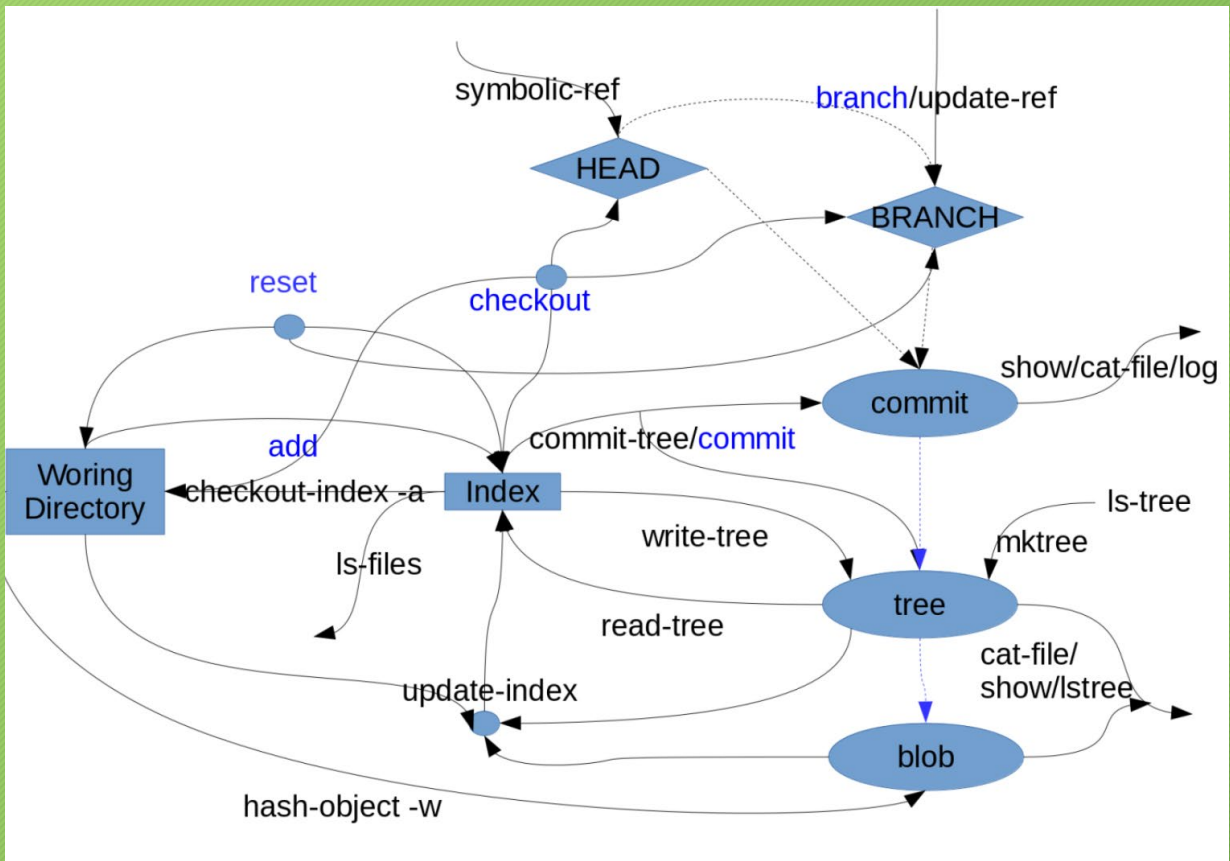 symbolic-ref
branch/update-ref
HEAD
BRANCH
reset
checkout
show/cat-file/log
commit
add
commit-tree/commit
Woring
Directory
checkout-index -a
Index
ls-tree
write-tree
mktree
ls-files
tree
read-tree
cat-file/
show/lstree
update-index
blob
hash-object -w